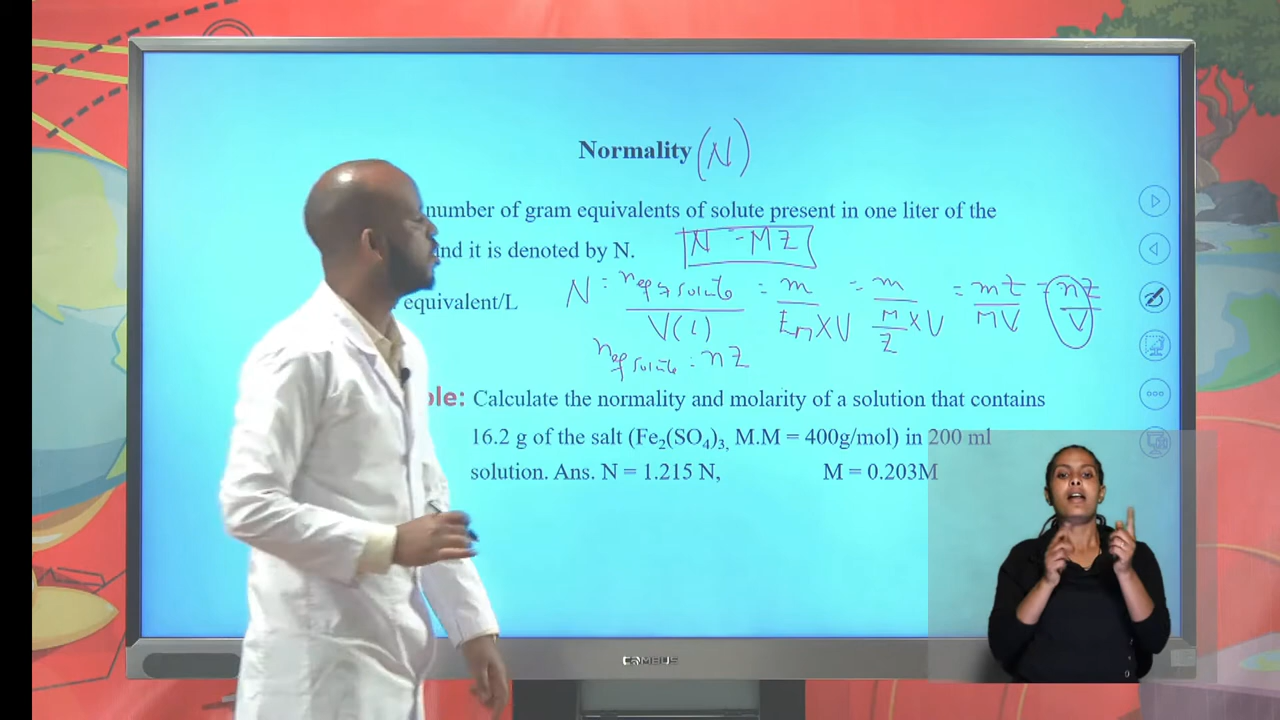 Normality (N)
number of gram equivalents of solute present in one liter of the
and it is denoted by N. N = MZ
equivalent/L
N = neq of solute / V(L) = m / Em X V = m / M/Z X V = mZ / MV = nZ / V
neq of solute = nZ
ple: Calculate the normality and molarity of a solution that contains
16.2 g of the salt (Fe2(SO4)3, M.M = 400g/mol) in 200 ml
solution. Ans. N = 1.215 N, M = 0.203M
CAMBUS